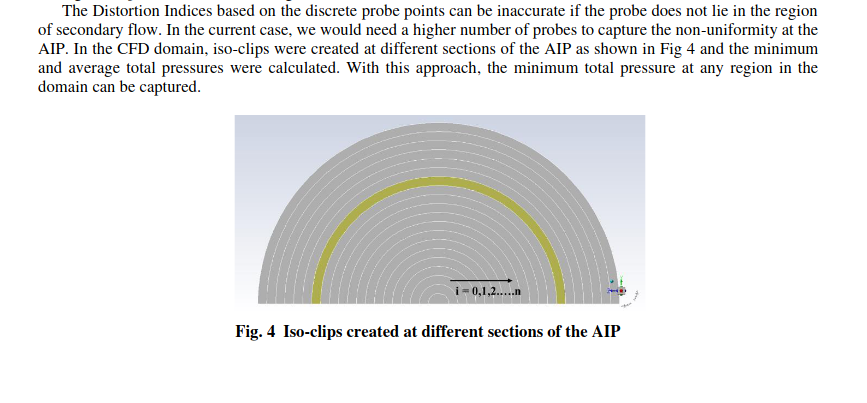 The Distortion Indices based on the discrete probe points can be inaccurate if the probe does not lie in the region
of secondary flow. In the current case, we would need a higher number of probes to capture the non-uniformity at the
AIP. In the CFD domain, iso-clips were created at different sections of the AIP as shown in Fig 4 and the minimum
and average total pressures were calculated. With this approach, the minimum total pressure at any region in the
domain can be captured.
i = 0,1,2.....n
Fig. 4 Iso-clips created at different sections of the AIP